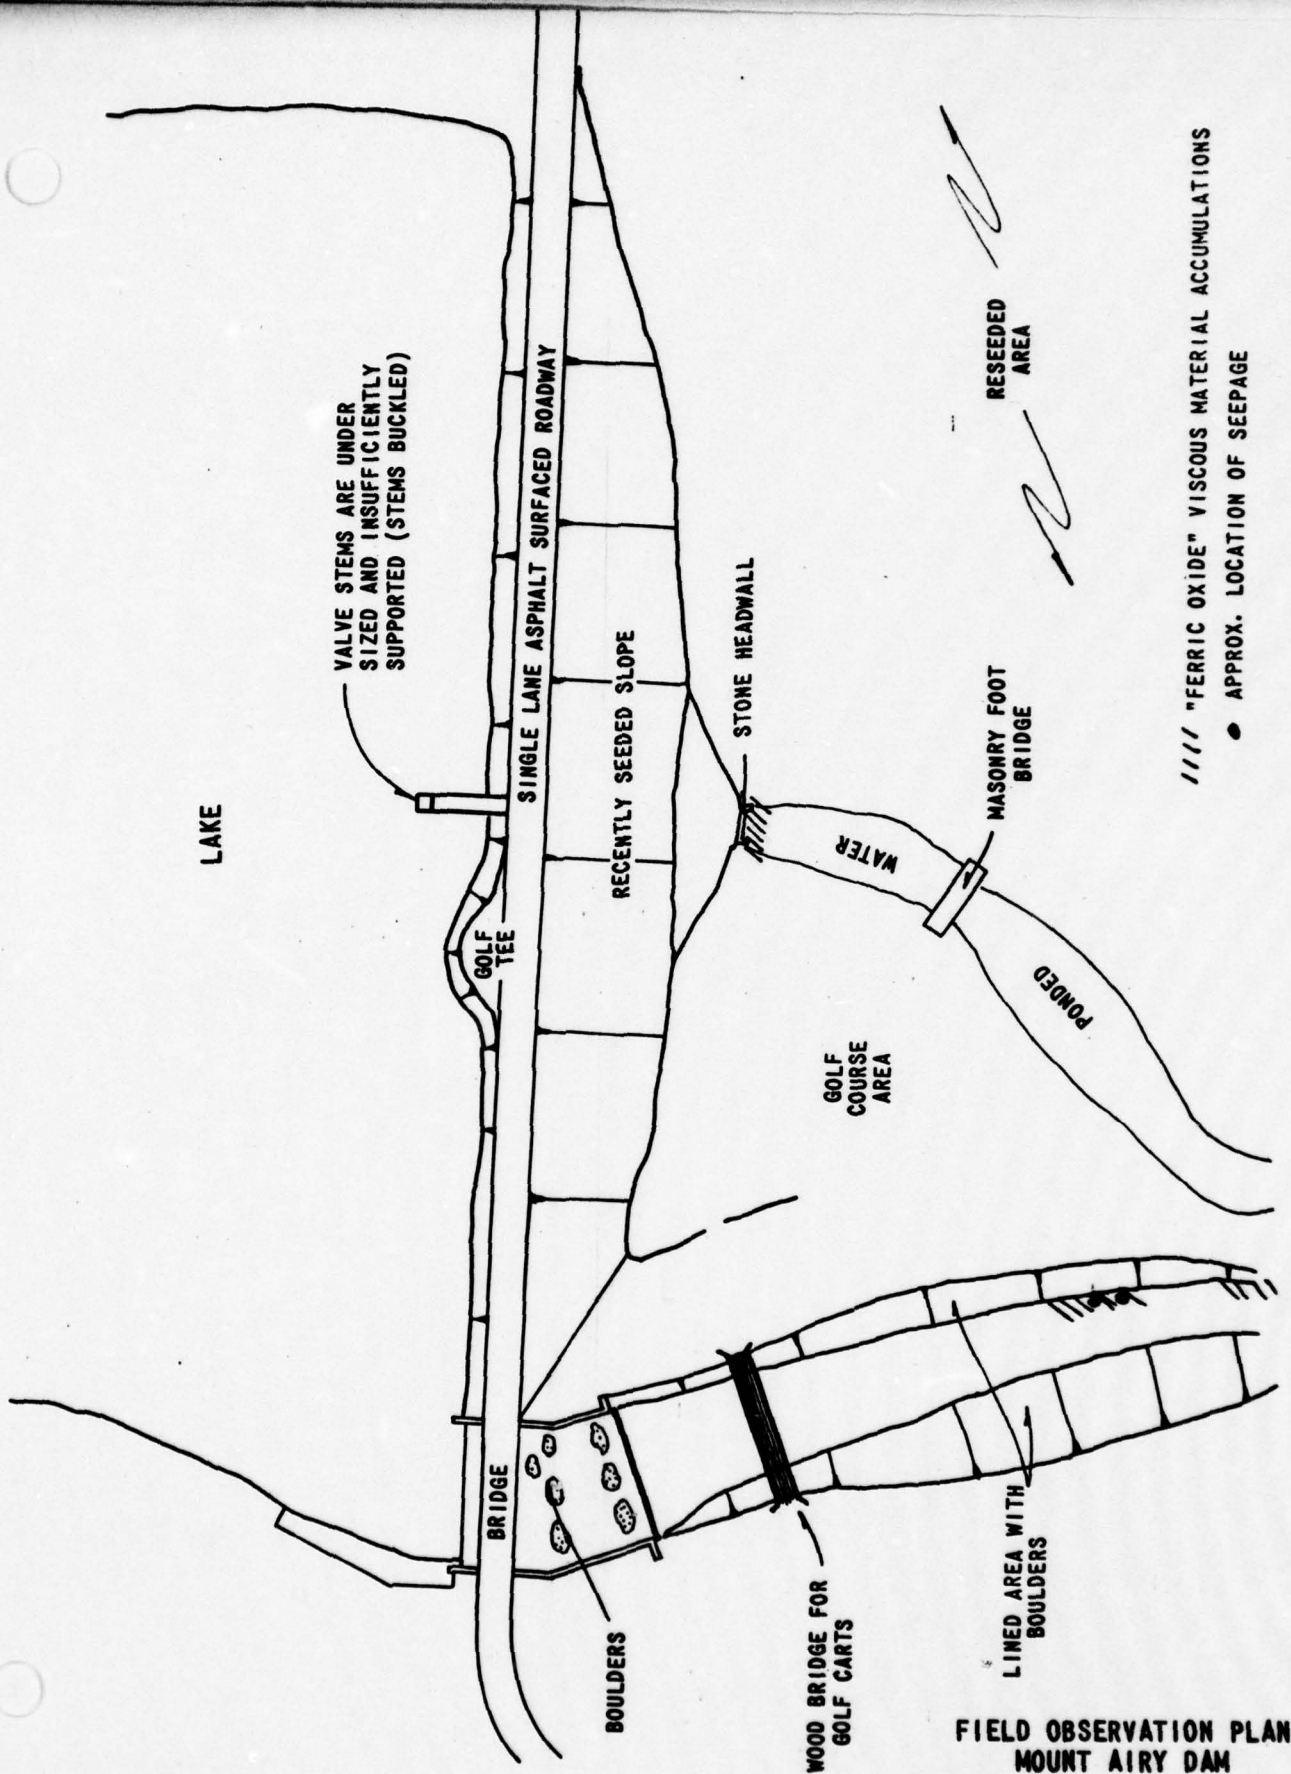 LAKE
VALVE STEMS ARE UNDER
SIZED AND INSUFFICIENTLY
SUPPORTED (STEMS BUCKLED)
GOLF
TEE
SINGLE LANE ASPHALT SURFACED ROADWAY
BRIDGE
RECENTLY SEEDED SLOPE
BOULDERS
STONE HEADWALL
WATER
GOLF
COURSE
AREA
WOOD BRIDGE FOR
GOLF CARTS
MASONRY FOOT
BRIDGE
PONDED
RESEEDED
AREA
LINED AREA WITH
BOULDERS
//// "FERRIC OXIDE" VISCOUS MATERIAL ACCUMULATIONS
● APPROX. LOCATION OF SEEPAGE
FIELD OBSERVATION PLAN
MOUNT AIRY DAM